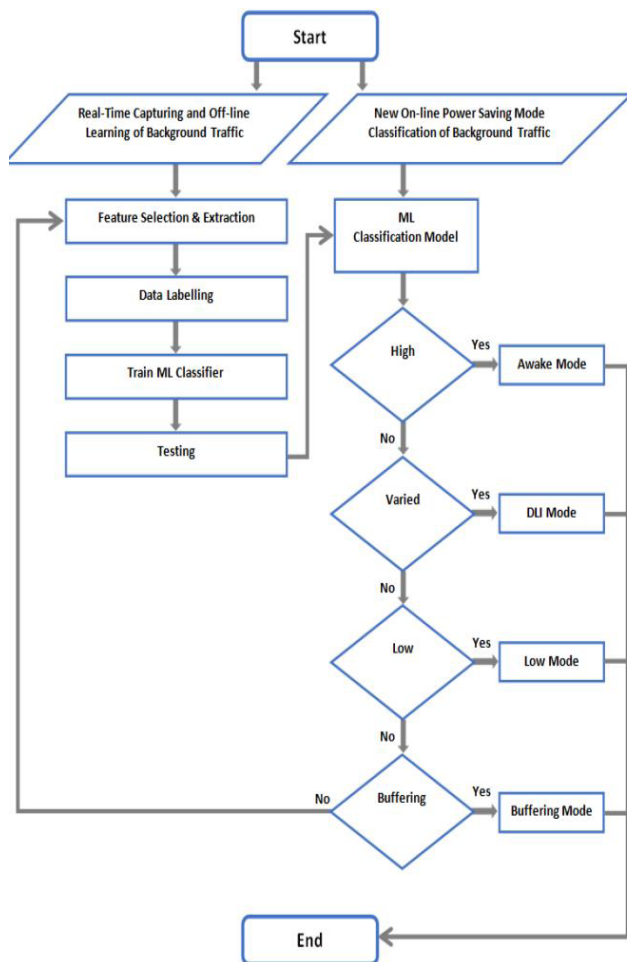 Start
Real-Time Capturing and Off-line
Learning of Background Traffic
New On-line Power Saving Mode
Classification of Background Traffic
Feature Selection & Extraction
Data Labelling
Train ML Classifier
Testing
ML
Classification Model
High
Yes
Awake Mode
No
Varied
Yes
DLI Mode
No
Low
Yes
Low Mode
No
No
Buffering
Yes
Buffering Mode
End